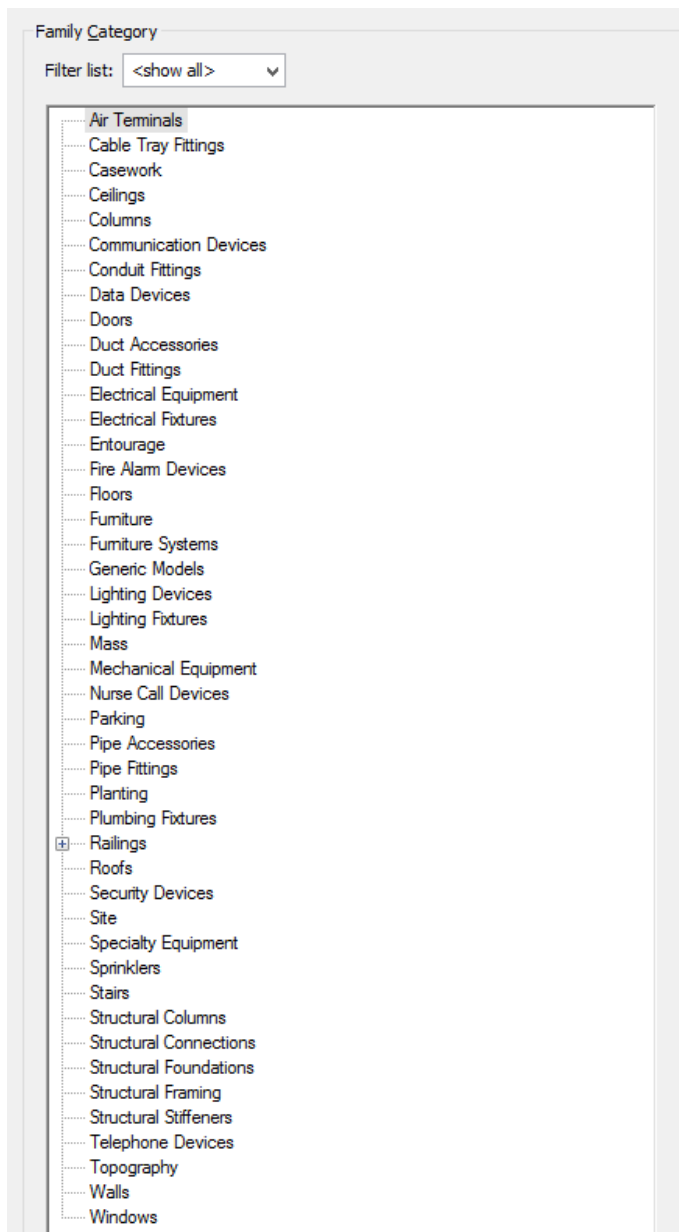 Family Category
Filter list: <show all>
Air Terminals
Cable Tray Fittings
Casework
Ceilings
Columns
Communication Devices
Conduit Fittings
Data Devices
Doors
Duct Accessories
Duct Fittings
Electrical Equipment
Electrical Fixtures
Entourage
Fire Alarm Devices
Floors
Furniture
Furniture Systems
Generic Models
Lighting Devices
Lighting Fixtures
Mass
Mechanical Equipment
Nurse Call Devices
Parking
Pipe Accessories
Pipe Fittings
Planting
Plumbing Fixtures
Railings
Roofs
Security Devices
Site
Specialty Equipment
Sprinklers
Stairs
Structural Columns
Structural Connections
Structural Foundations
Structural Framing
Structural Stiffeners
Telephone Devices
Topography
Walls
Windows